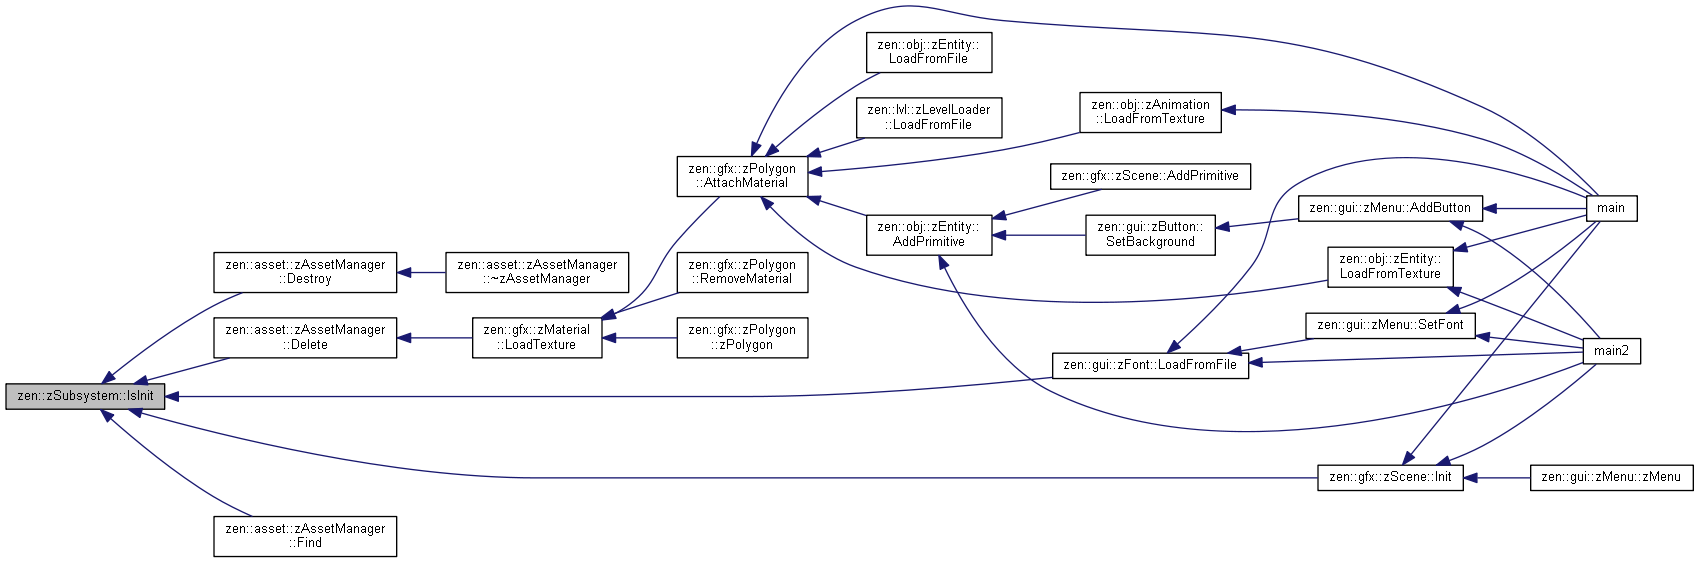 zen::obj::zEntity::
LoadFromFile
zen::lvl::zLevelLoader
::LoadFromFile
zen::obj::zAnimation
::LoadFromTexture
zen::gfx::zPolygon
::AttachMaterial
zen::gfx::zScene::AddPrimitive
zen::gui::zMenu::AddButton
main
zen::obj::zEntity::
AddPrimitive
zen::gui::zButton::
SetBackground
zen::obj::zEntity::
LoadFromTexture
zen::asset::zAssetManager
::Destroy
zen::asset::zAssetManager
::~zAssetManager
zen::gfx::zPolygon
::RemoveMaterial
zen::asset::zAssetManager
::Delete
zen::gfx::zMaterial
::LoadTexture
zen::gfx::zPolygon
::zPolygon
zen::gui::zMenu::SetFont
main2
zen::gui::zFont::LoadFromFile
zen::zSubsystem::IsInit
zen::gfx::zScene::Init
zen::gui::zMenu::zMenu
zen::asset::zAssetManager
::Find